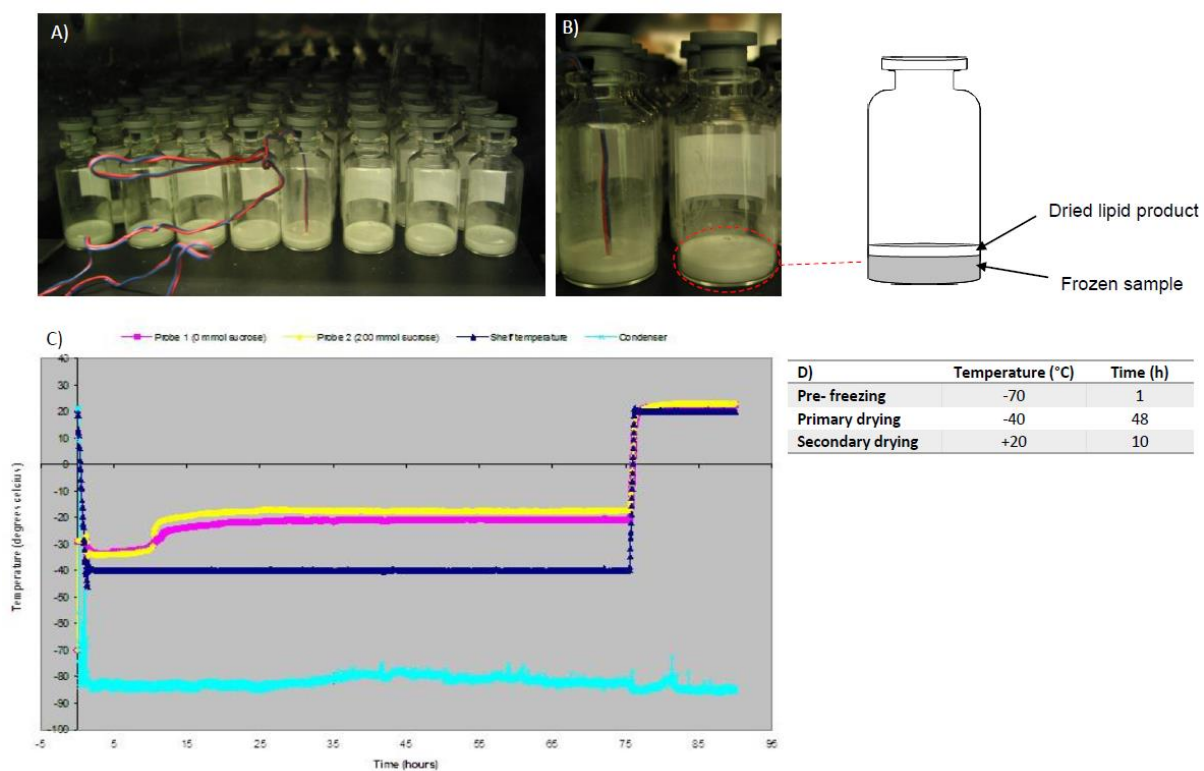 A)
B)
Dried lipid product
Frozen sample
C)
Probe 1 (0 mmol sucrose)
Probe 2 (200 mmol sucrose)
Shelf temperature
Condenser
Temperature (degrees celcius)
40
30
20
10
0
-10
-20
-30
-40
-50
-60
-70
-80
-90
-100
-5 5 15 25 35 45 55 65 75 85 95
Time (hours)
D) Temperature (°C) Time (h)
Pre- freezing -70 1
Primary drying -40 48
Secondary drying +20 10